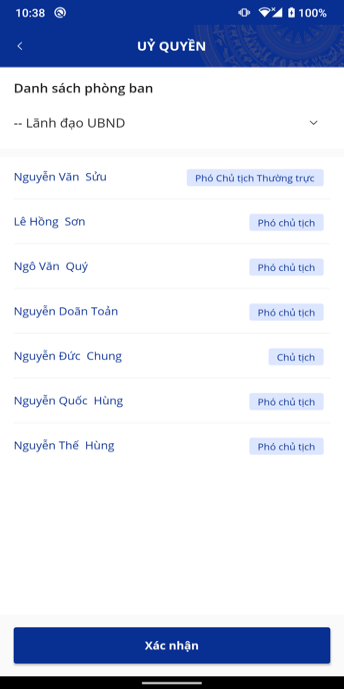 10:38 100%
UỶ QUYỀN
Danh sách phòng ban
-- Lãnh đạo UBND
Nguyễn Văn Sửu Phó Chủ tịch Thường trực
Lê Hồng Sơn Phó chủ tịch
Ngô Văn Quý Phó chủ tịch
Nguyễn Doãn Toản Phó chủ tịch
Nguyễn Đức Chung Chủ tịch
Nguyễn Quốc Hùng Phó chủ tịch
Nguyễn Thế Hùng Phó chủ tịch
Xác nhận